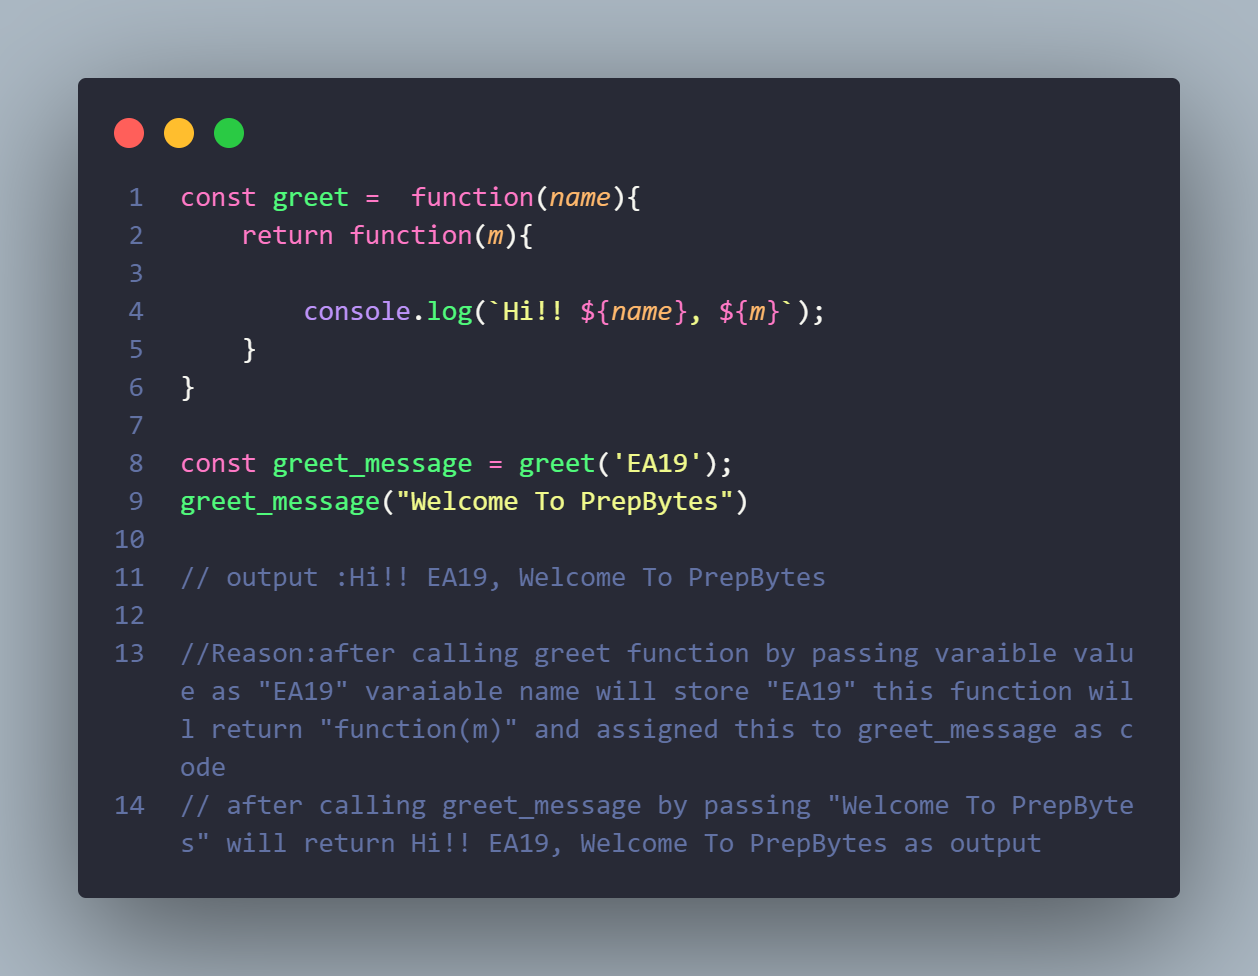 1 const greet =  function(name){
2     return function(m){
3
4         console.log(`Hi!! ${name}, ${m}`);
5     }
6 }
7
8 const greet_message = greet('EA19');
9 greet_message("Welcome To PrepBytes")
10
11 // output :Hi!! EA19, Welcome To PrepBytes
12
13 //Reason:after calling greet function by passing varaible valu
e as "EA19" varaiable name will store "EA19" this function wil
l return "function(m)" and assigned this to greet_message as c
ode
14 // after calling greet_message by passing "Welcome To PrepByte
s" will return Hi!! EA19, Welcome To PrepBytes as output